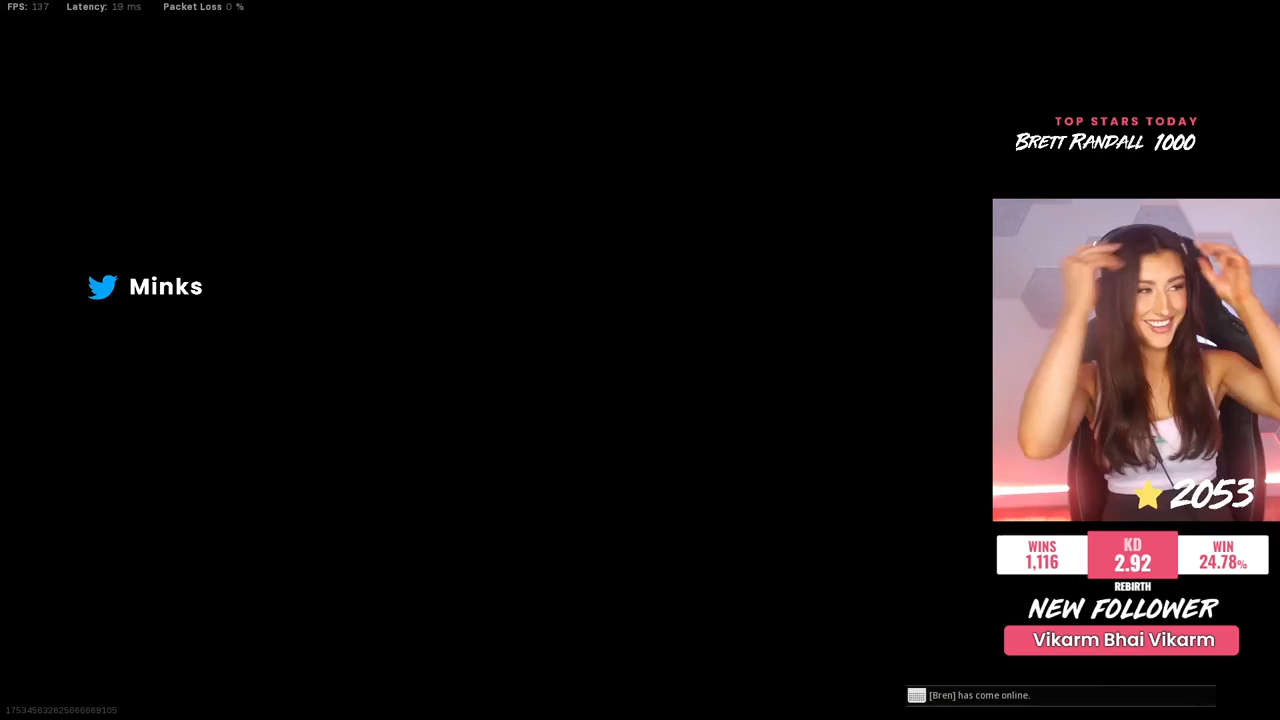 FPS: 137 Latency: 19 ms Packet Loss 0 %
TOP STARS TODAY
BRETT RANDALL 1000
Minks
2053
WINS
1,116
KD
2.92
WIN
24.78%
REBIRTH
NEW FOLLOWER
Vikarm Bhai Vikarm
[Bren] has come online.